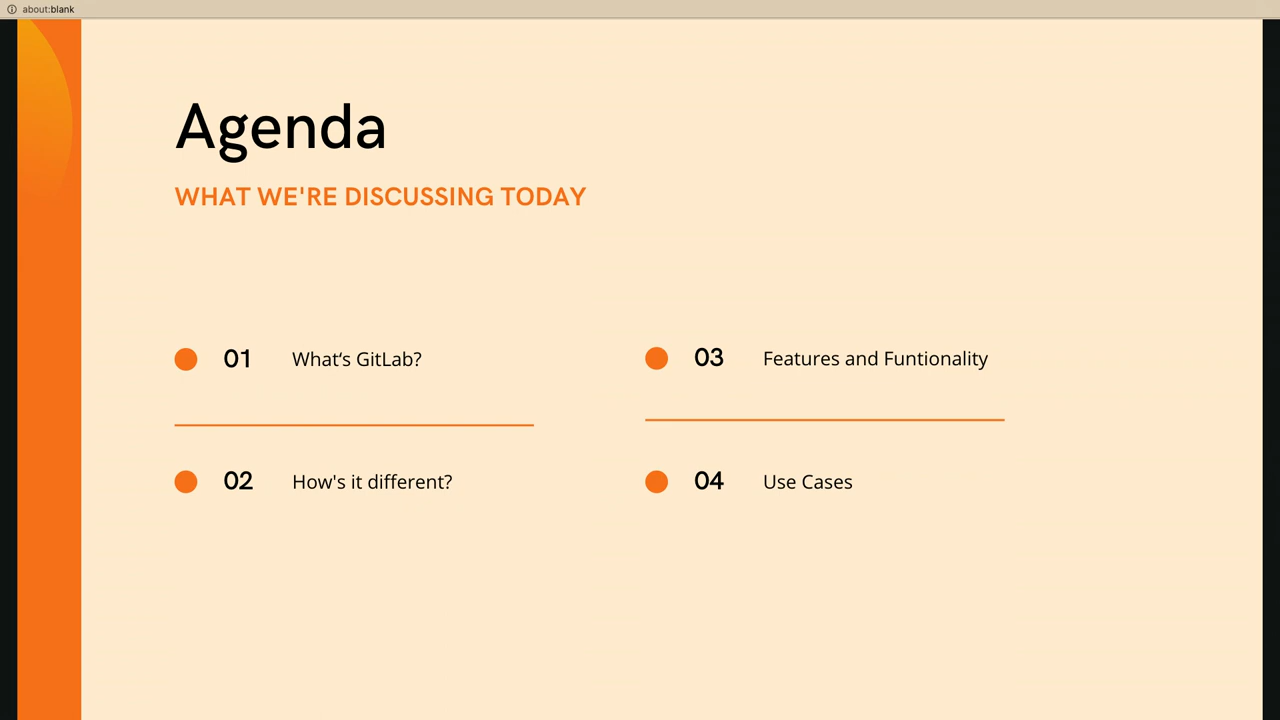 about:blank
Agenda
WHAT WE'RE DISCUSSING TODAY
01 What‘s GitLab?
02 How's it different?
03 Features and Funtionality
04 Use Cases